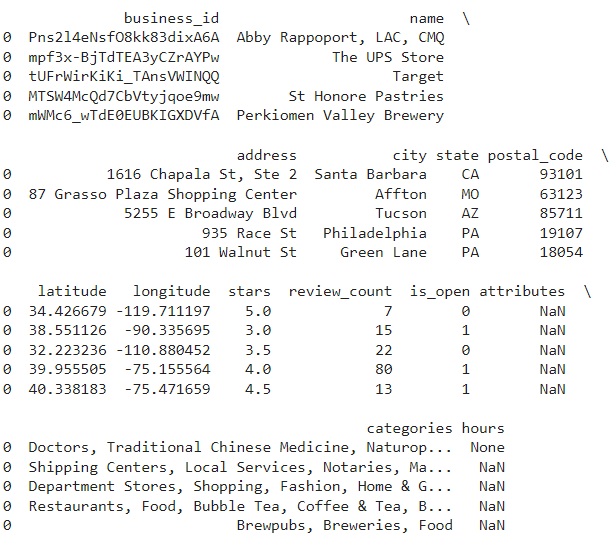 business_id name \
0 Pns2l4eNsfO8kk83dixA6A Abby Rappoport, LAC, CMQ
0 mpf3x-BjTdTEA3yCZrAYPw The UPS Store
0 tUFrWirKiKi_TAnsVWINQQ Target
0 MTSW4McQd7CbVtyjqoe9mw St Honore Pastries
0 mWMc6_wTdE0EUBKIGXDVfA Perkiomen Valley Brewery
address city state postal_code \
0 1616 Chapala St, Ste 2 Santa Barbara CA 93101
0 87 Grasso Plaza Shopping Center Affton MO 63123
0 5255 E Broadway Blvd Tucson AZ 85711
0 935 Race St Philadelphia PA 19107
0 101 Walnut St Green Lane PA 18054
latitude longitude stars review_count is_open attributes \
0 34.426679 -119.711197 5.0 7 0 NaN
0 38.551126 -90.335695 3.0 15 1 NaN
0 32.223236 -110.880452 3.5 22 0 NaN
0 39.955505 -75.155564 4.0 80 1 NaN
0 40.338183 -75.471659 4.5 13 1 NaN
categories hours
0 Doctors, Traditional Chinese Medicine, Naturop... None
0 Shipping Centers, Local Services, Notaries, Ma... NaN
0 Department Stores, Shopping, Fashion, Home & G... NaN
0 Restaurants, Food, Bubble Tea, Coffee & Tea, B... NaN
0 Brewpubs, Breweries, Food NaN